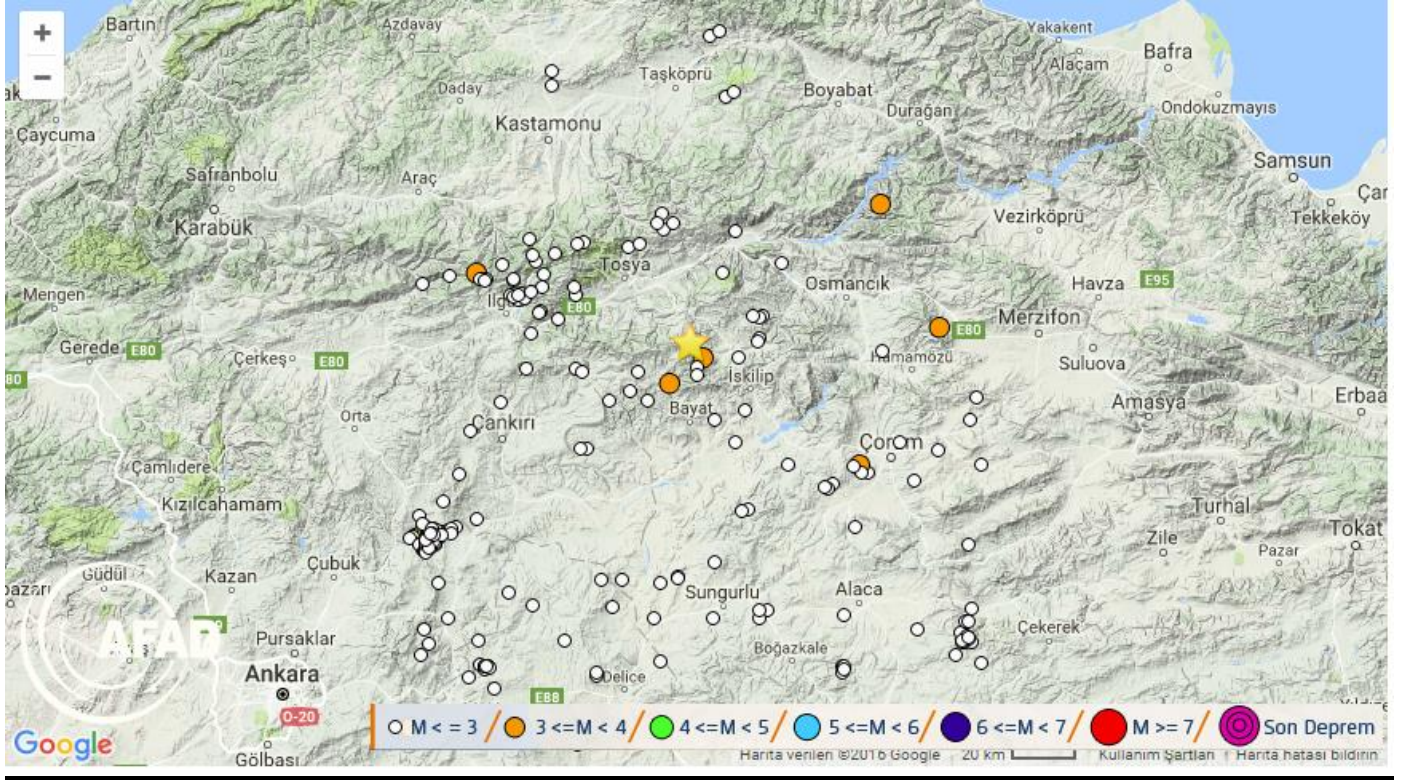 +
−
Bartın
Azdavay
Yakakent
Bafra
Alaçam
Taşköprü
Daday
Boyabat
Durağan
Ondokuzmayıs
Çaycuma
Kastamonu
Samsun
Safranbolu
Araç
Tekkeköy
Karabük
Vezirköprü
Tosya
Osmancık
Havza
E95
Mengen
E80
Merzifon
E80
Gerede
E80
Çerkeş
E80
Hamamözü
Suluova
80
İskilip
Erbaa
Orta
Bayat
Amasya
Çankırı
Çorum
Çamlıdere
Kızılcahamam
Turhal
Tokat
Zile
Pazar
Çubuk
Güdül
Kazan
Sungurlu
Alaca
AFAD
Pursaklar
Çekerek
Boğazkale
Ankara
Delice
E88
O-20
M < = 3 / 3 <=M < 4 / 4 <=M < 5 / 5 <=M < 6 / 6 <=M < 7 / M >= 7 / Son Deprem
Google
Gölbaşı
Harita verileri ©2016 Google 20 km Kullanım Şartları Harita hatası bildirin